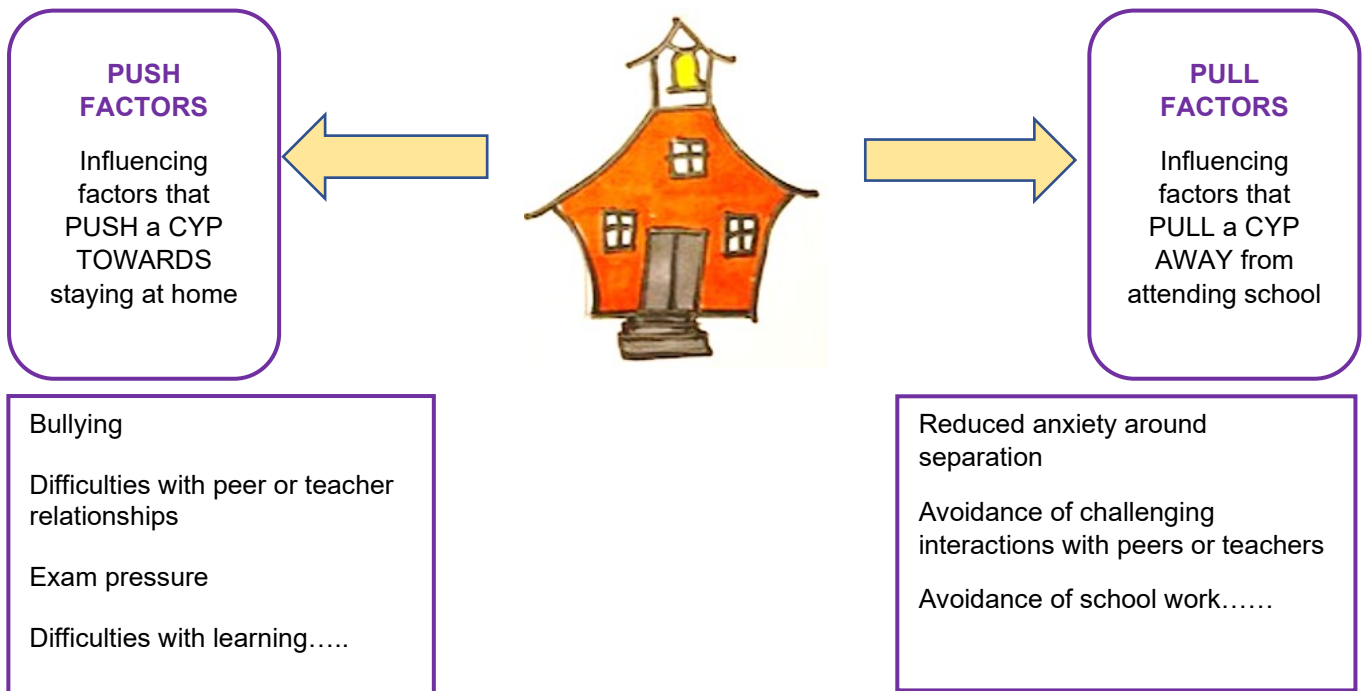 PUSH
FACTORS
Influencing
factors that
PUSH a CYP
TOWARDS
staying at home
PULL
FACTORS
Influencing
factors that
PULL a CYP
AWAY from
attending school
Bullying
Difficulties with peer or teacher
relationships
Exam pressure
Difficulties with learning…..
Reduced anxiety around
separation
Avoidance of challenging
interactions with peers or teachers
Avoidance of school work……